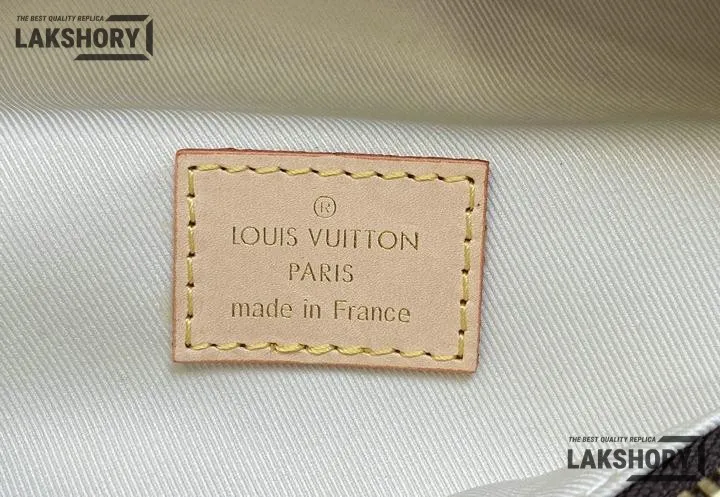 THE BEST QUALITY REPLICA
LAKSHORY
®
LOUIS VUITTON
PARIS
made in France
THE BEST QUALITY REPLICA
LAKSHORY